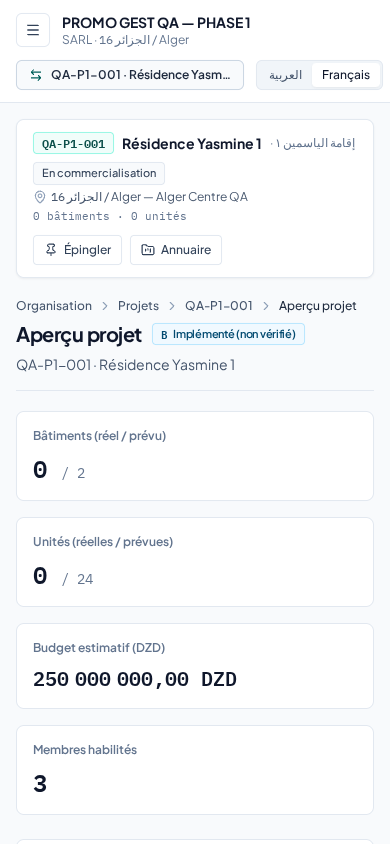 PROMO GEST QA — PHASE 1
SARL · 16 الجزائر / Alger
QA-P1-001 · Résidence Yasm…
العربية
Français
QA-P1-001 Résidence Yasmine 1 · إقامة الياسمين ١
En commercialisation
16 الجزائر / Alger — Alger Centre QA
0 bâtiments · 0 unités
Épingler
Annuaire
Organisation > Projets > QA-P1-001 > Aperçu projet
Aperçu projet B Implémenté (non vérifié)
QA-P1-001 · Résidence Yasmine 1
Bâtiments (réel / prévu)
0 / 2
Unités (réelles / prévues)
0 / 24
Budget estimatif (DZD)
250 000 000,00 DZD
Membres habilités
3